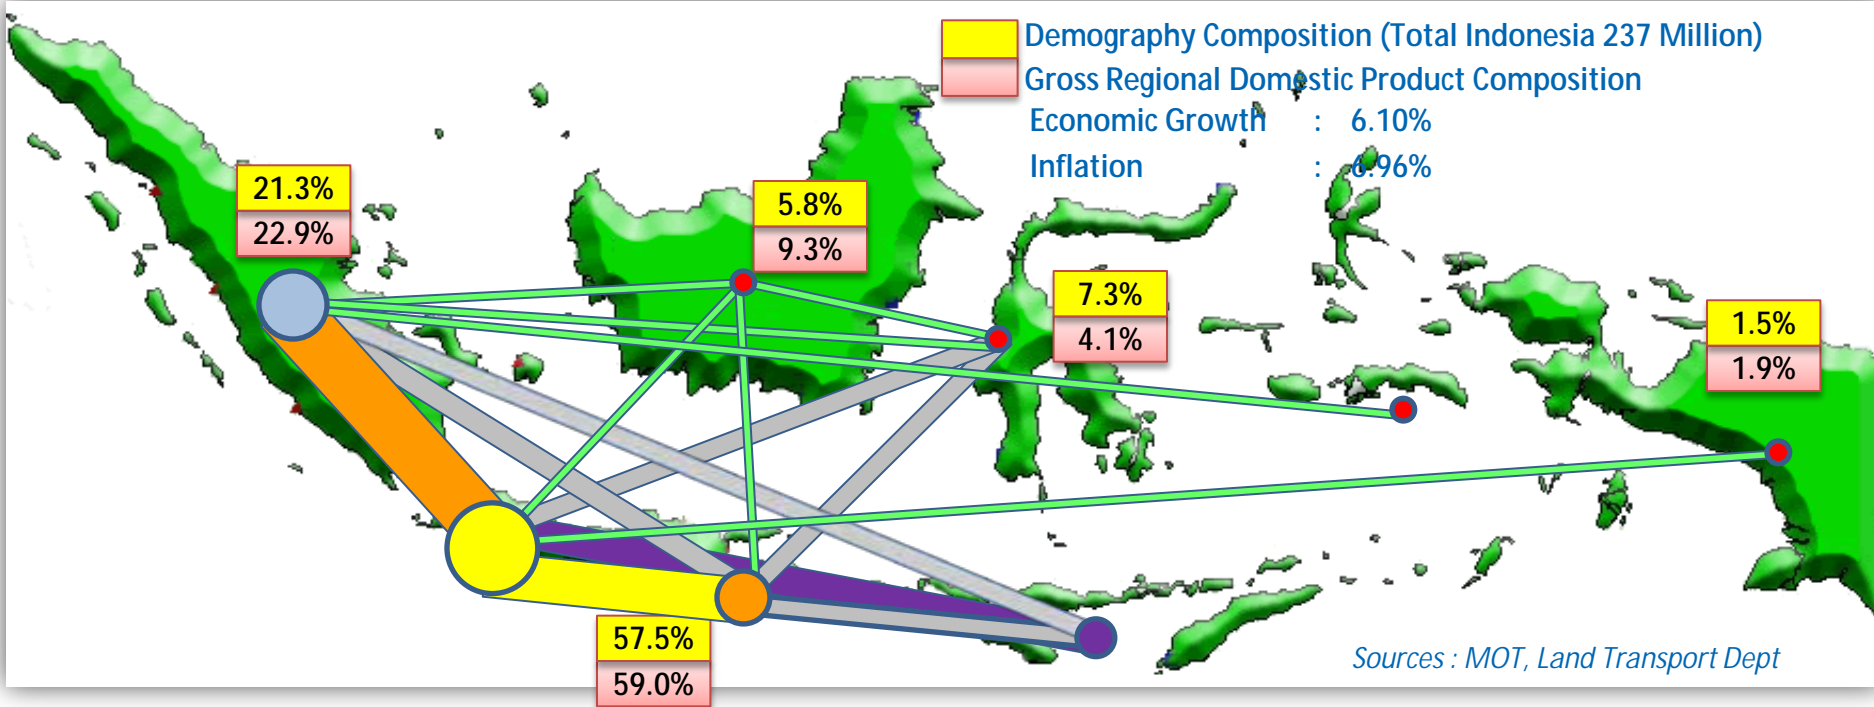 Demography Composition (Total Indonesia 237 Million)
Gross Regional Domestic Product Composition
Economic Growth : 6.10%
Inflation : 6.96%
21.3%
22.9%
5.8%
9.3%
7.3%
4.1%
1.5%
1.9%
57.5%
59.0%
Sources : MOT, Land Transport Dept